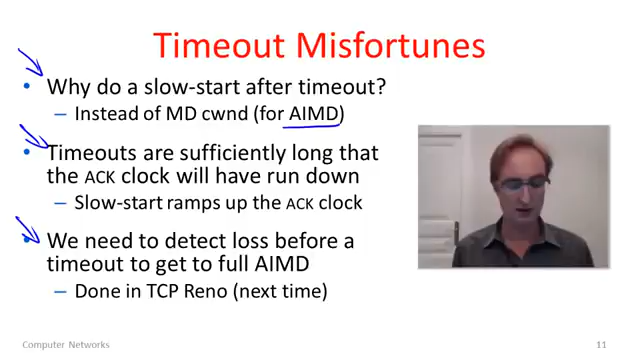 Timeout Misfortunes
• Why do a slow-start after timeout?
– Instead of MD cwnd (for AIMD)
• Timeouts are sufficiently long that
the ACK clock will have run down
– Slow-start ramps up the ACK clock
• We need to detect loss before a
timeout to get to full AIMD
– Done in TCP Reno (next time)
Computer Networks
11